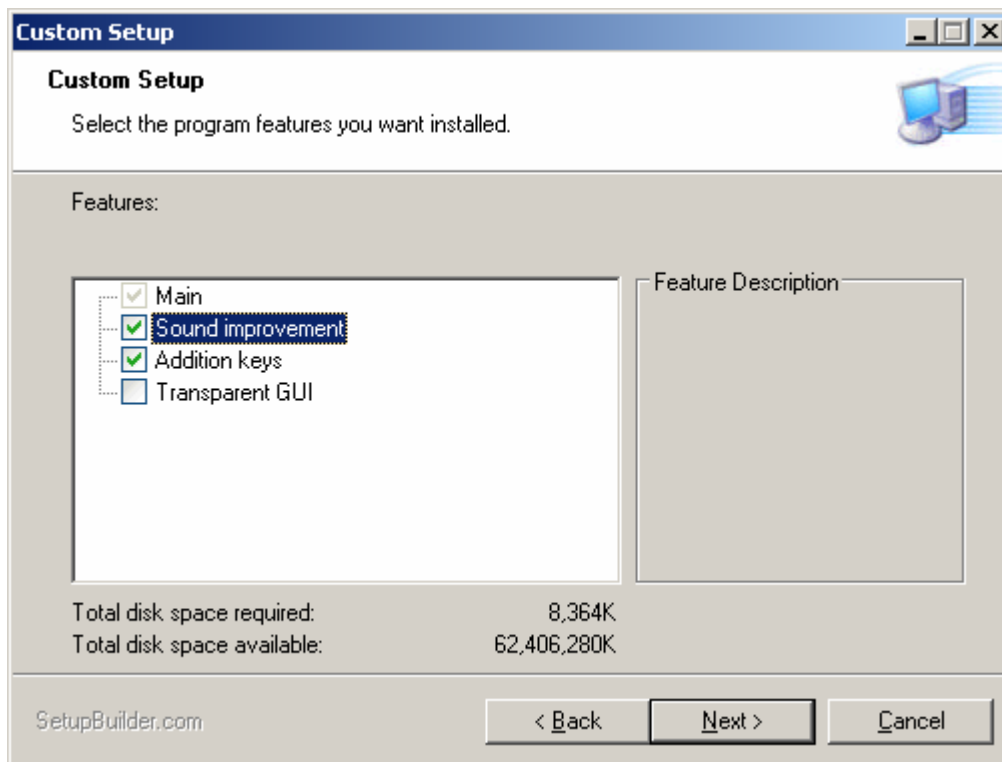 Custom Setup
Custom Setup
Select the program features you want installed.
Features:
Main
Sound improvement
Addition keys
Transparent GUI
Feature Description
Total disk space required: 8,364K
Total disk space available: 62,406,280K
SetupBuilder.com
< Back Next > Cancel